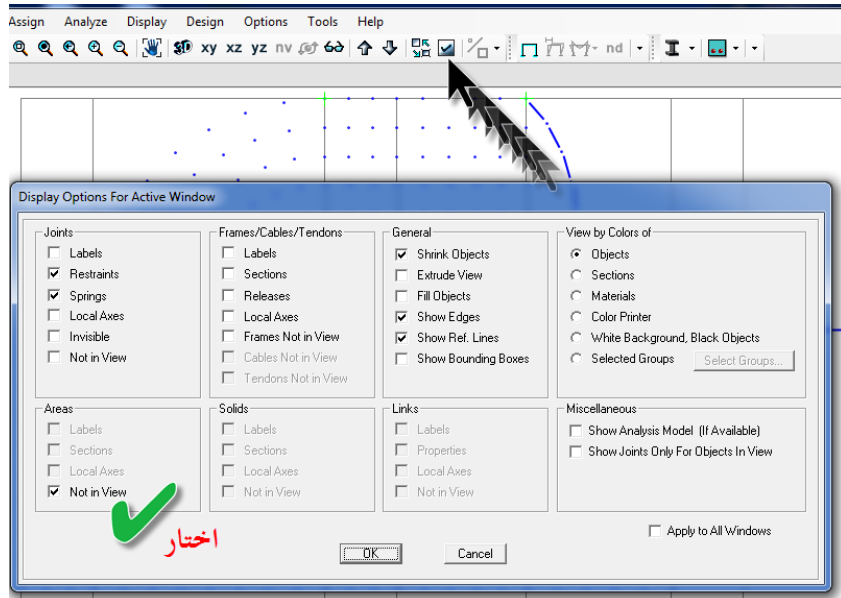 Assign Analyze Display Design Options Tools Help
3D xy xz yz nv nd
Display Options For Active Window
Joints
Labels
Restraints
Springs
Local Axes
Invisible
Not in View
Frames/Cables/Tendons
Labels
Sections
Releases
Local Axes
Frames Not in View
Cables Not in View
Tendons Not in View
General
Shrink Objects
Extrude View
Fill Objects
Show Edges
Show Ref. Lines
Show Bounding Boxes
View by Colors of
Objects
Sections
Materials
Color Printer
White Background, Black Objects
Selected Groups Select Groups...
Areas
Labels
Sections
Local Axes
Not in View
Solids
Labels
Sections
Local Axes
Not in View
Links
Labels
Properties
Local Axes
Not in View
Miscellaneous
Show Analysis Model (If Available)
Show Joints Only For Objects In View
اختار
Apply to All Windows
OK Cancel